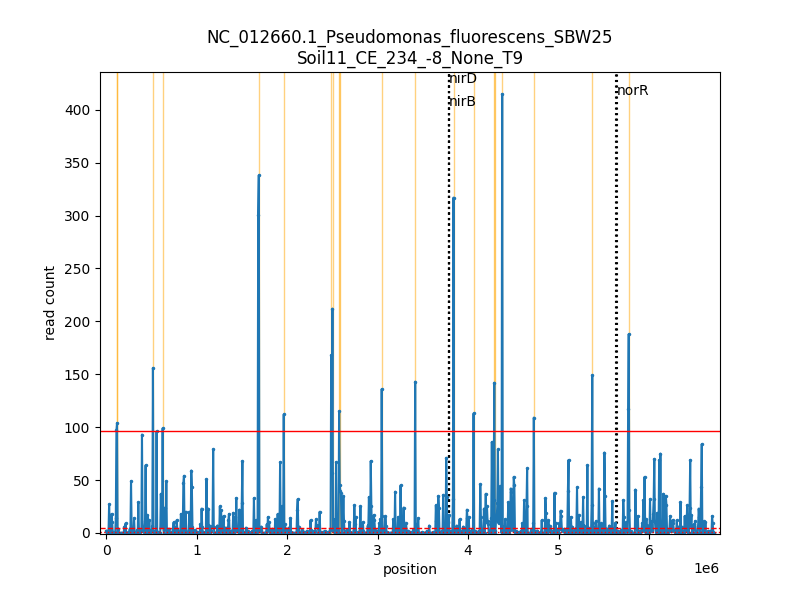 NC_012660.1_Pseudomonas_fluorescens_SBW25
Soil11_CE_234_-8_None_T9
nirD
nirB
norR
read count
400
350
300
250
200
150
100
50
0
0 1 2 3 4 5 6
1e6
position